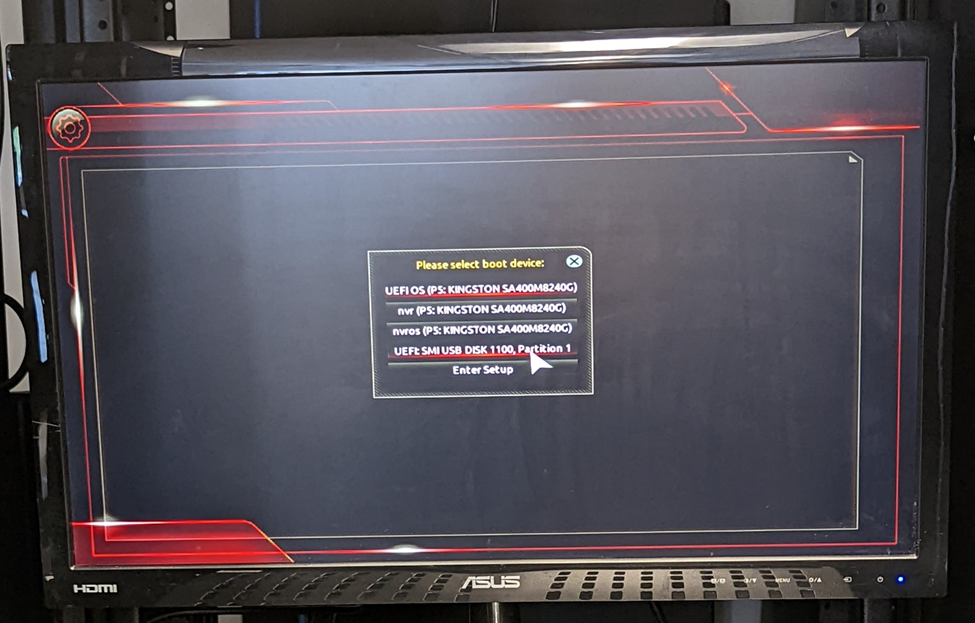 Please select boot device:
UEFI OS (P5: KINGSTON SA400M8240G)
nvr (P5: KINGSTON SA400M8240G)
nvros (P5: KINGSTON SA400M8240G)
UEFI: SMI USB DISK 1100, Partition 1
Enter Setup
HDMI
ASUS
MENU